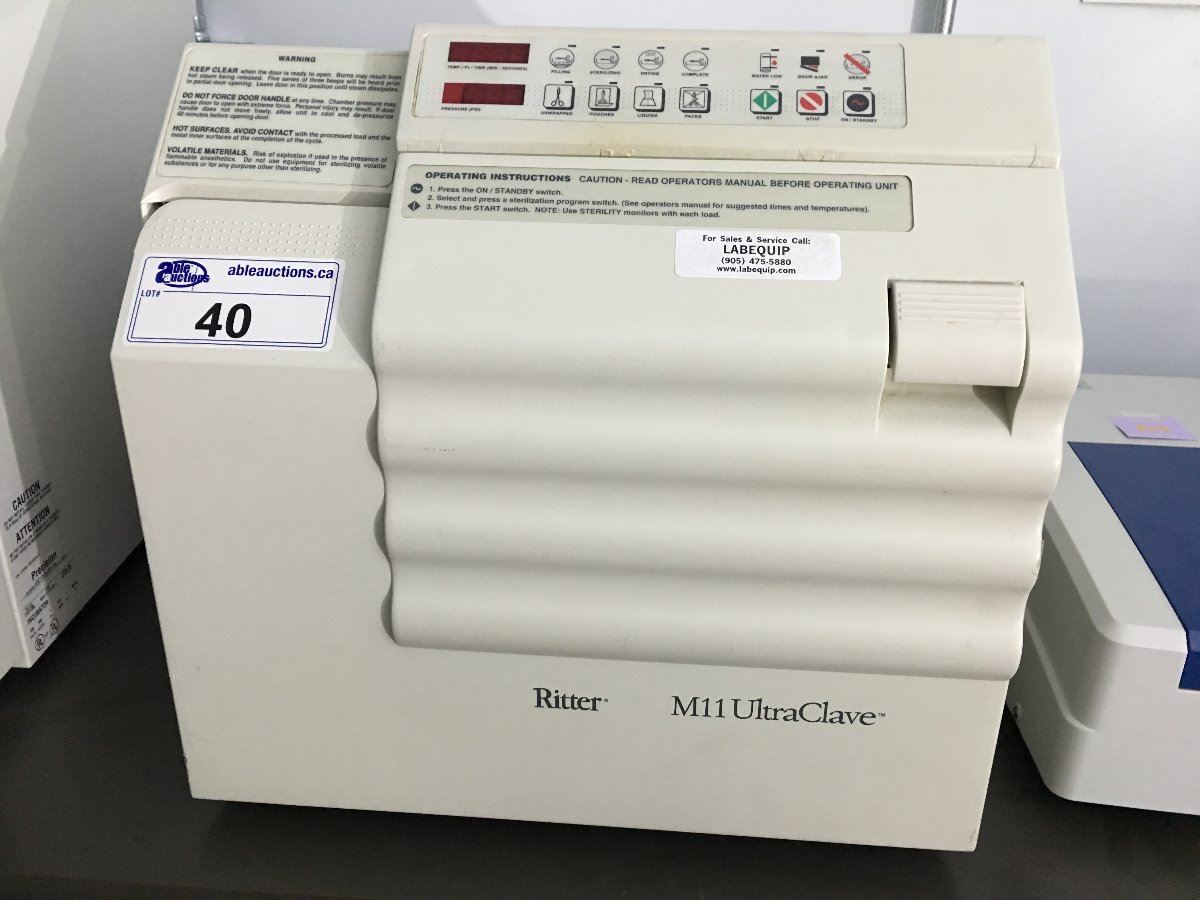 WARNING
KEEP CLEAR when the door is ready to open. Burns may result from
hot steam being released. Five series of three beeps will be heard prior
to partial door opening. Leave door in this position until steam dissipates.
DO NOT FORCE DOOR HANDLE at any time. Chamber pressure may
cause door to open with extreme force. Personal injury may result. If door
handle does not move freely, allow unit to cool and de-pressurize
40 minutes before opening door.
HOT SURFACES. AVOID CONTACT with the processed load and the
metal inner surfaces at the completion of the cycle.
VOLATILE MATERIALS. Risk of explosion if used in the presence of
flammable anesthetics. Do not use equipment for sterilizing volatile
substances or for any purpose other than sterilizing.
TEMP (°F) / TIME (MIN : SECONDS)
FILLING STERILIZING DRYING COMPLETE WATER LOW DOOR AJAR ERROR
PRESSURE (PSI)
UNWRAPPED POUCHES LIQUIDS PACKS START STOP ON / STANDBY
OPERATING INSTRUCTIONS CAUTION - READ OPERATORS MANUAL BEFORE OPERATING UNIT
1. Press the ON / STANDBY switch.
2. Select and press a sterilization program switch. (See operators manual for suggested times and temperatures).
3. Press the START switch. NOTE: Use STERILITY monitors with each load.
For Sales & Service Call:
LABEQUIP
(905) 475-5880
www.labequip.com
Able Auctions
ableauctions.ca
LOT#
40
CAUTION
ATTENTION
Precision
INCUBATOR
Ritter
M11 UltraClave™